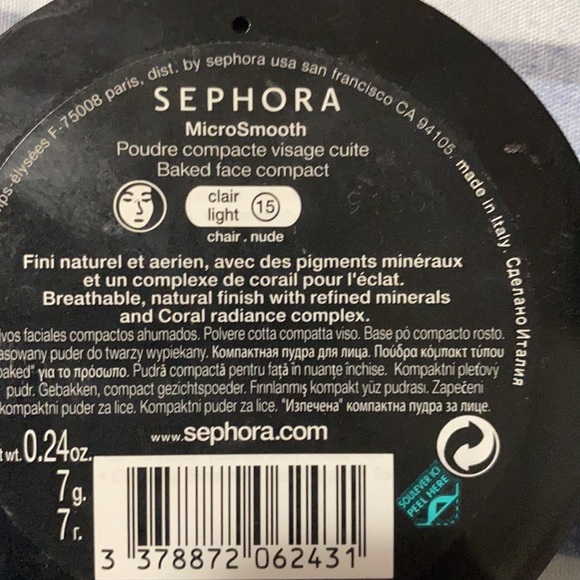 élysées F-75008 paris, dist. by sephora usa san francisco CA 94105. made in Italy. Сделано Италия
SEPHORA
MicroSmooth
Poudre compacte visage cuite
Baked face compact
clair
light 15
chair . nude
Fini naturel et aerien, avec des pigments minéraux
et un complexe de corail pour l'éclat.
Breathable, natural finish with refined minerals
and Coral radiance complex.
faciales compactos ahumados. Polvere cotta compatta viso. Base pó compacto rosto.
puder do twarzy wypiekany. Компактная пудра для лица. Πούδρα κόμπακτ τύπου
baked" για το πρόσωπο. Pudră compactă pentru față în nuanțe închise. Kompaktní pleťový
pudr. Gebakken, compact gezichtspoeder. Fırınlanmış kompakt yüz pudrası. Zapečeni
kompaktni puder za lice. Kompaktni puder za lice. "Изпечена" компактна пудра за лице.
wt. 0.24oz. www.sephora.com
7 g.
7 г.
SOULEVER ICI
PEEL HERE
3 378872 062431